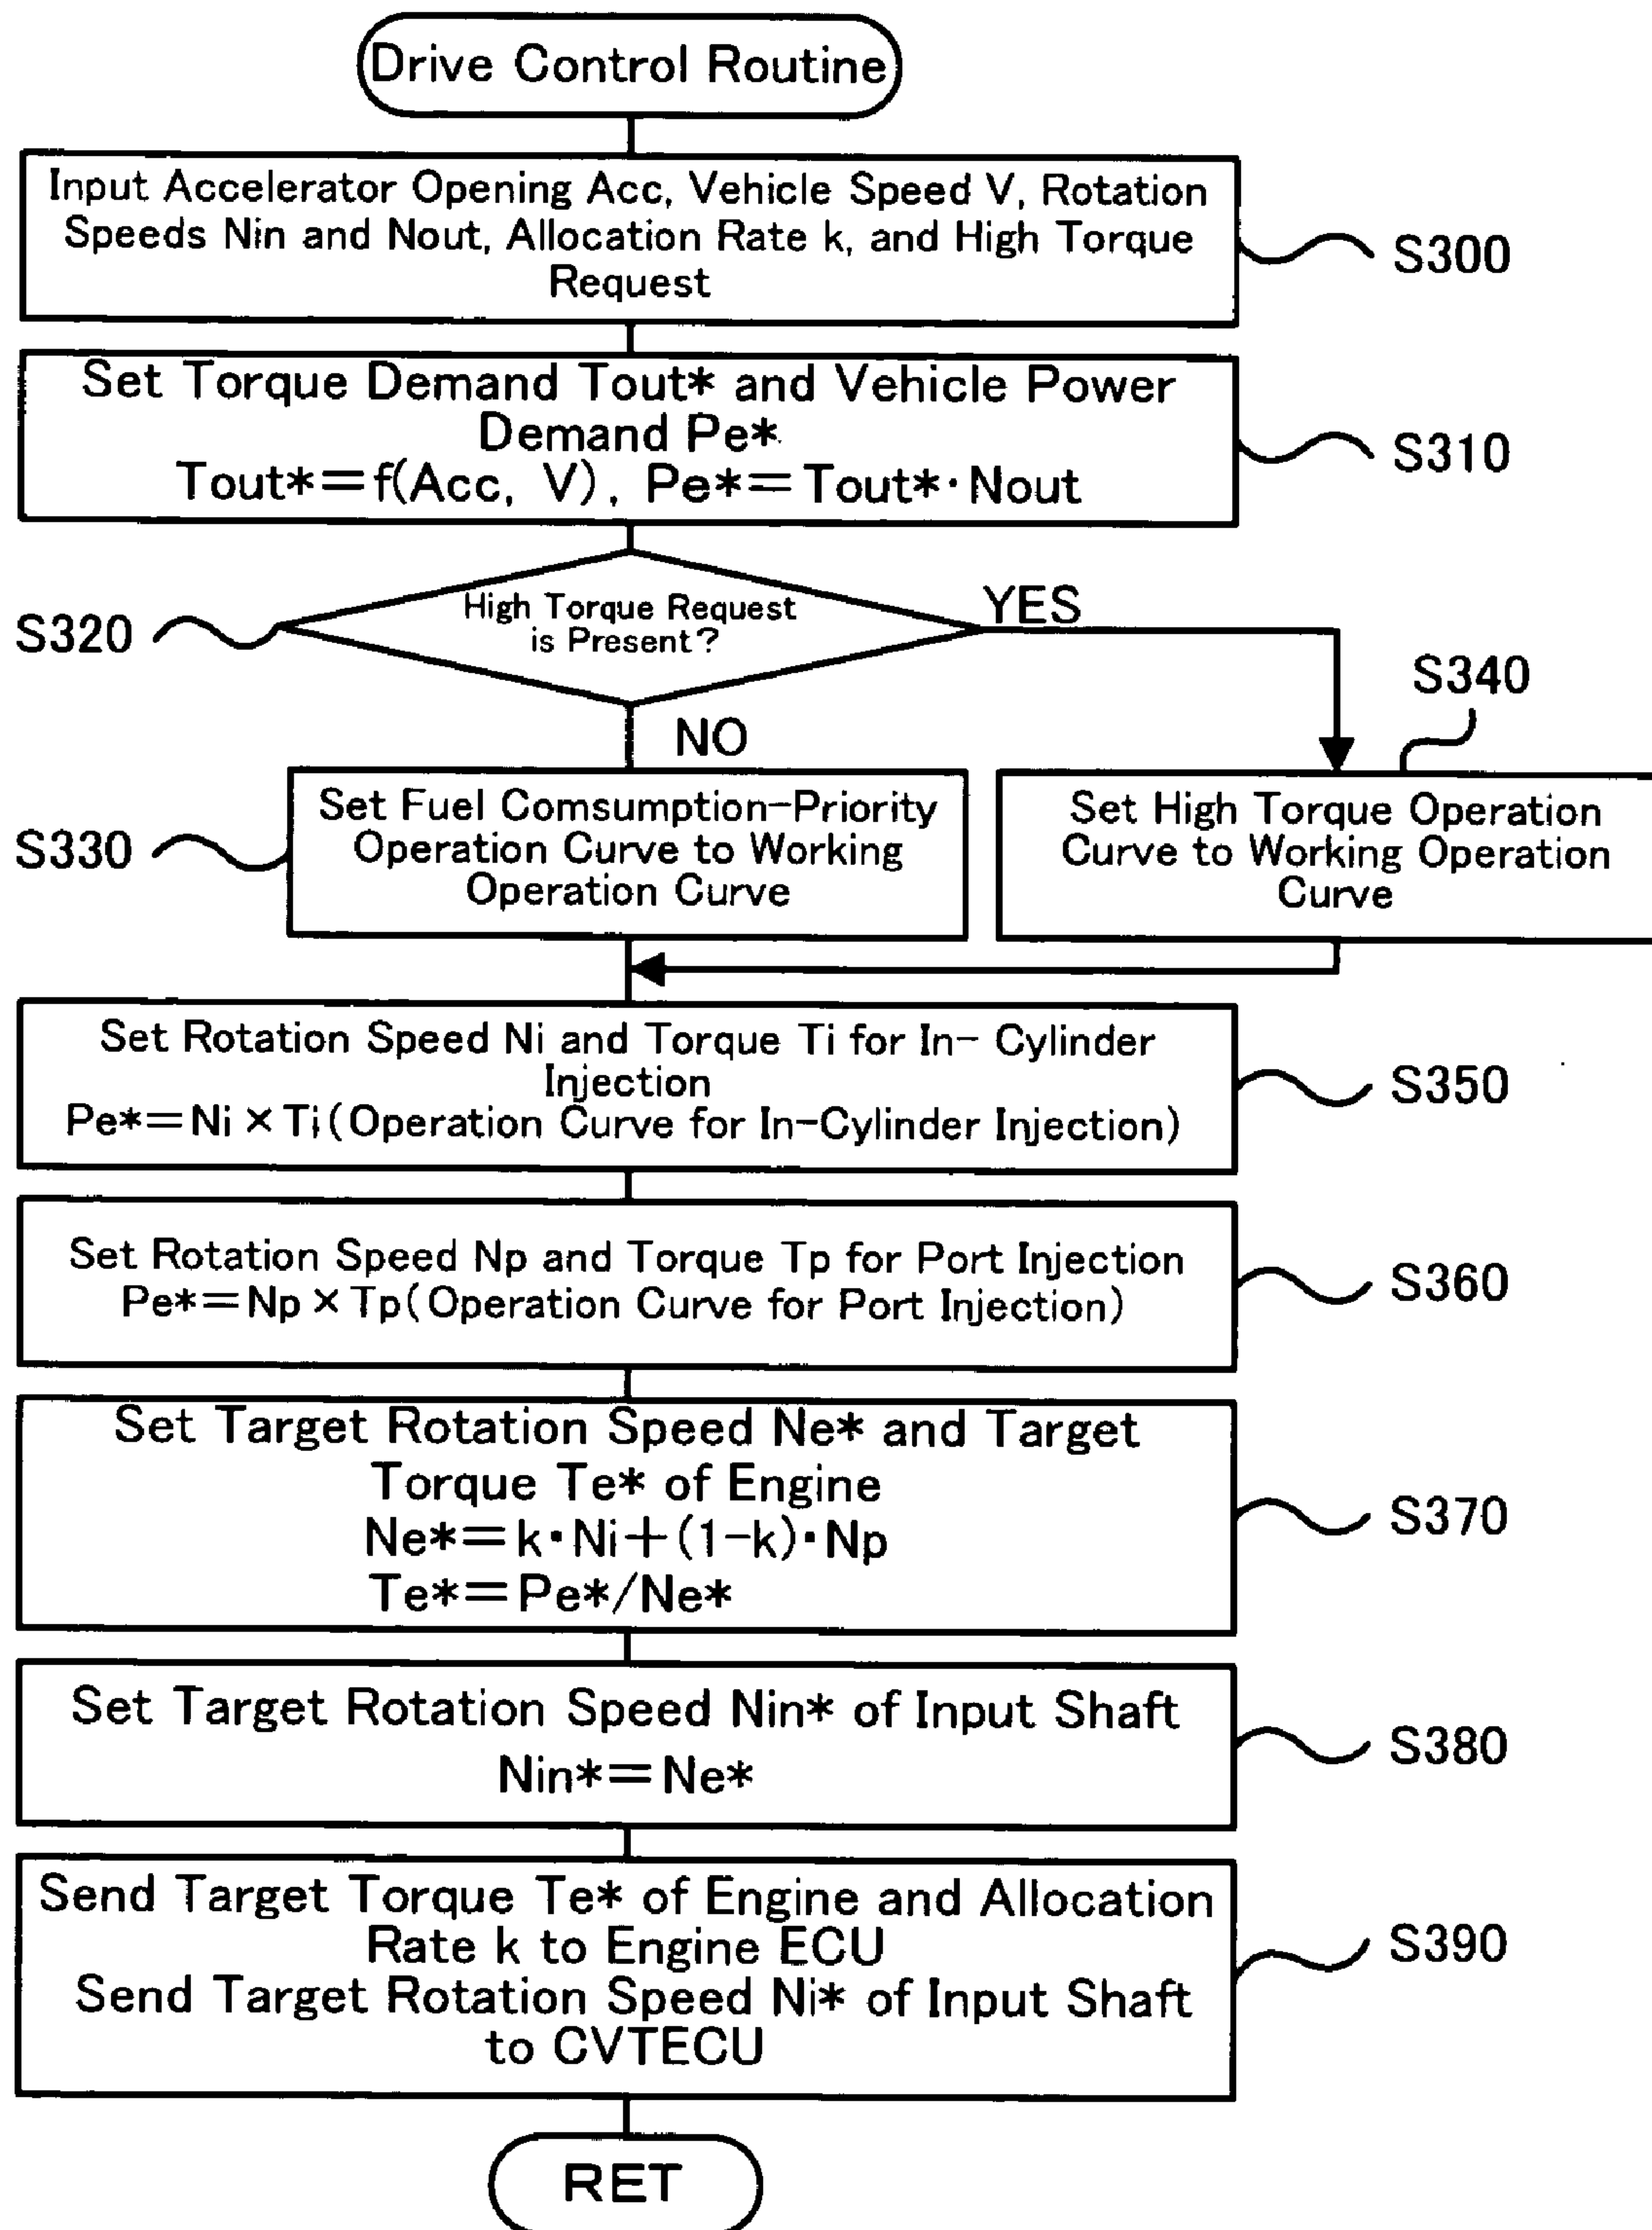 Drive Control Routine
Input Accelerator Opening Acc, Vehicle Speed V, Rotation
Speeds Nin and Nout, Allocation Rate k, and High Torque
Request
S300
Set Torque Demand Tout* and Vehicle Power
Demand Pe*
Tout*=f(Acc, V), Pe*=Tout*·Nout
S310
High Torque Request
is Present?
S320
YES
NO
S340
Set Fuel Comsumption-Priority
Operation Curve to Working
Operation Curve
S330
Set High Torque Operation
Curve to Working Operation
Curve
Set Rotation Speed Ni and Torque Ti for In- Cylinder
Injection
Pe*=Ni×Ti(Operation Curve for In-Cylinder Injection)
S350
Set Rotation Speed Np and Torque Tp for Port Injection
Pe*=Np×Tp(Operation Curve for Port Injection)
S360
Set Target Rotation Speed Ne* and Target
Torque Te* of Engine
Ne*=k·Ni+(1-k)·Np
Te*=Pe*/Ne*
S370
Set Target Rotation Speed Nin* of Input Shaft
Nin*=Ne*
S380
Send Target Torque Te* of Engine and Allocation
Rate k to Engine ECU
Send Target Rotation Speed Ni* of Input Shaft
to CVTECU
S390
RET